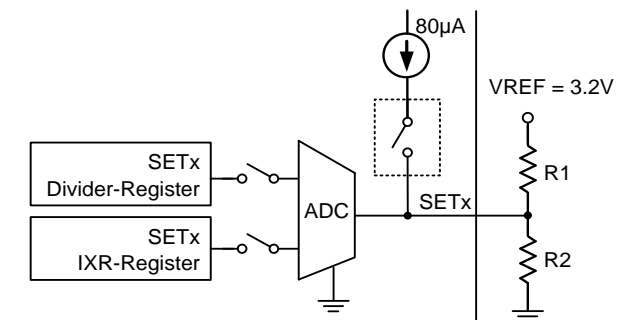 80µA
VREF = 3.2V
SETx
Divider-Register
R1
ADC
SETx
SETx
IXR-Register
R2